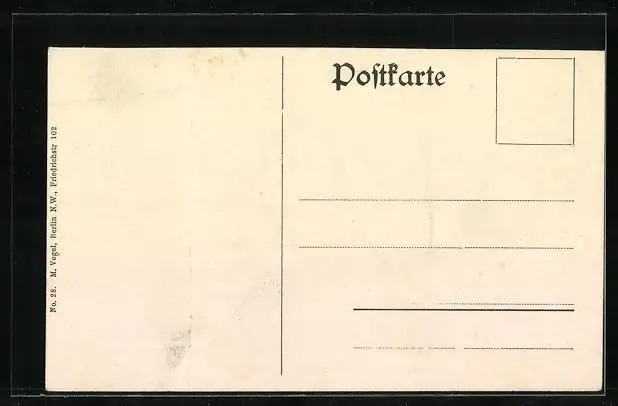 Poſtkarte
No. 28. M. Vogel, Berlin N.W., Friedrichstr 102